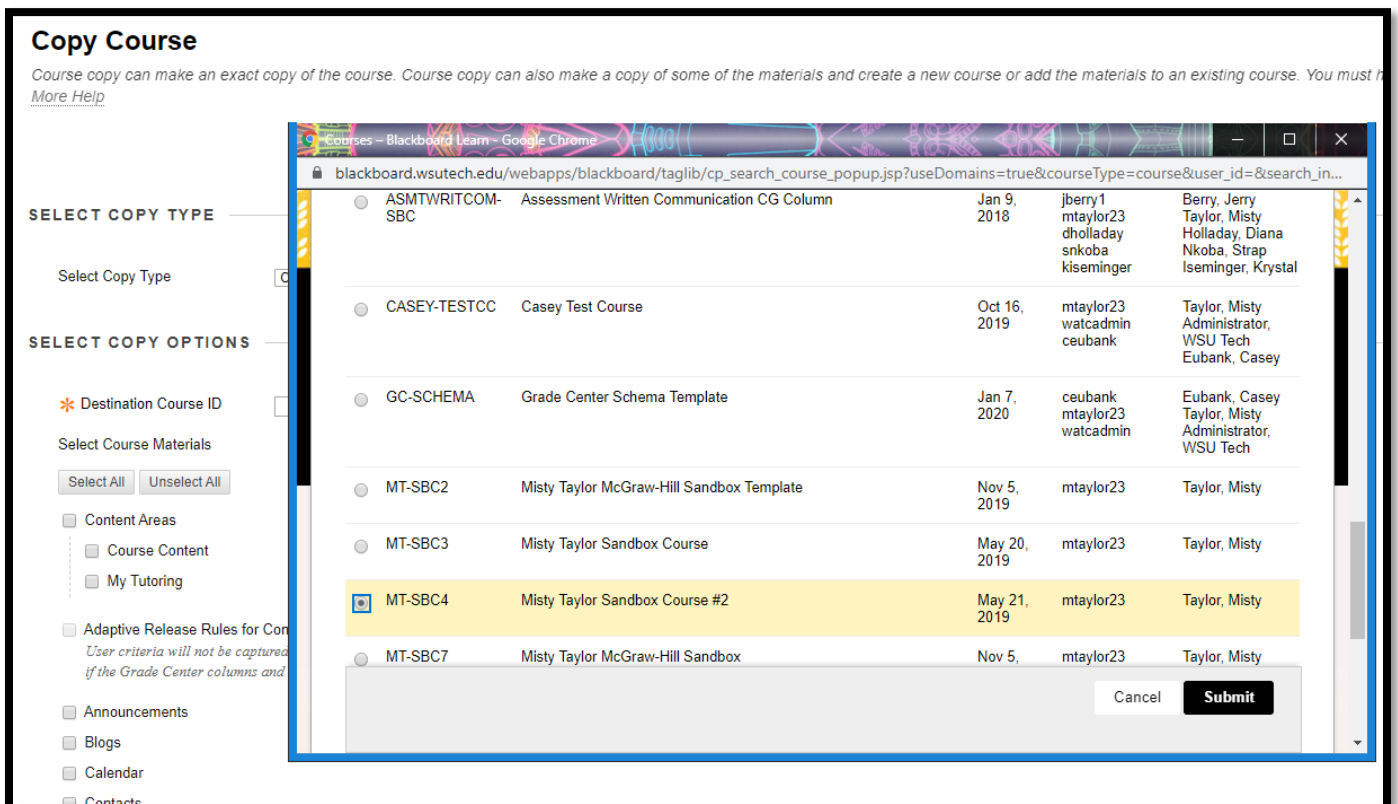 Copy Course
Course copy can make an exact copy of the course. Course copy can also make a copy of some of the materials and create a new course or add the materials to an existing course. You must
More Help
Courses – Blackboard Learn - Google Chrome
blackboard.wsutech.edu/webapps/blackboard/taglib/cp_search_course_popup.jsp?useDomains=true&courseType=course&user_id=&search_in...
SELECT COPY TYPE
Select Copy Type
SELECT COPY OPTIONS
Destination Course ID
Select Course Materials
Select All Unselect All
Content Areas
Course Content
My Tutoring
Adaptive Release Rules for Con
User criteria will not be captured
if the Grade Center columns and
Announcements
Blogs
Calendar
Contacts
ASMTWRITCOM- Assessment Written Communication CG Column Jan 9, jberry1 Berry, Jerry
SBC 2018 mtaylor23 Taylor, Misty
dholladay Holladay, Diana
snkoba Nkoba, Strap
kiseminger Iseminger, Krystal
CASEY-TESTCC Casey Test Course Oct 16, mtaylor23 Taylor, Misty
2019 watcadmin Administrator,
ceubank WSU Tech
Eubank, Casey
GC-SCHEMA Grade Center Schema Template Jan 7, ceubank Eubank, Casey
2020 mtaylor23 Taylor, Misty
watcadmin Administrator,
WSU Tech
MT-SBC2 Misty Taylor McGraw-Hill Sandbox Template Nov 5, mtaylor23 Taylor, Misty
2019
MT-SBC3 Misty Taylor Sandbox Course May 20, mtaylor23 Taylor, Misty
2019
MT-SBC4 Misty Taylor Sandbox Course #2 May 21, mtaylor23 Taylor, Misty
2019
MT-SBC7 Misty Taylor McGraw-Hill Sandbox Nov 5, mtaylor23 Taylor, Misty
Cancel Submit